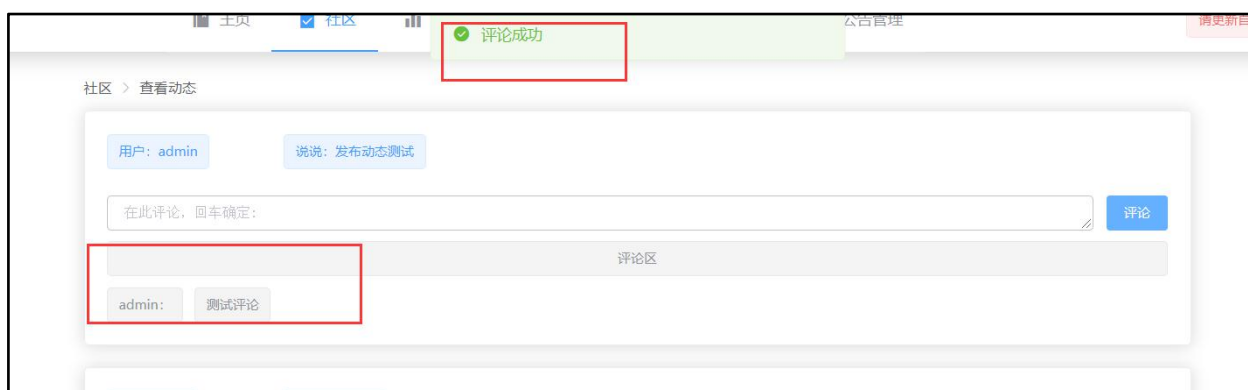 主页 社区 公告管理
评论成功
社区 > 查看动态
用户：admin 说说：发布动态测试
在此评论，回车确定：
评论
评论区
admin： 测试评论